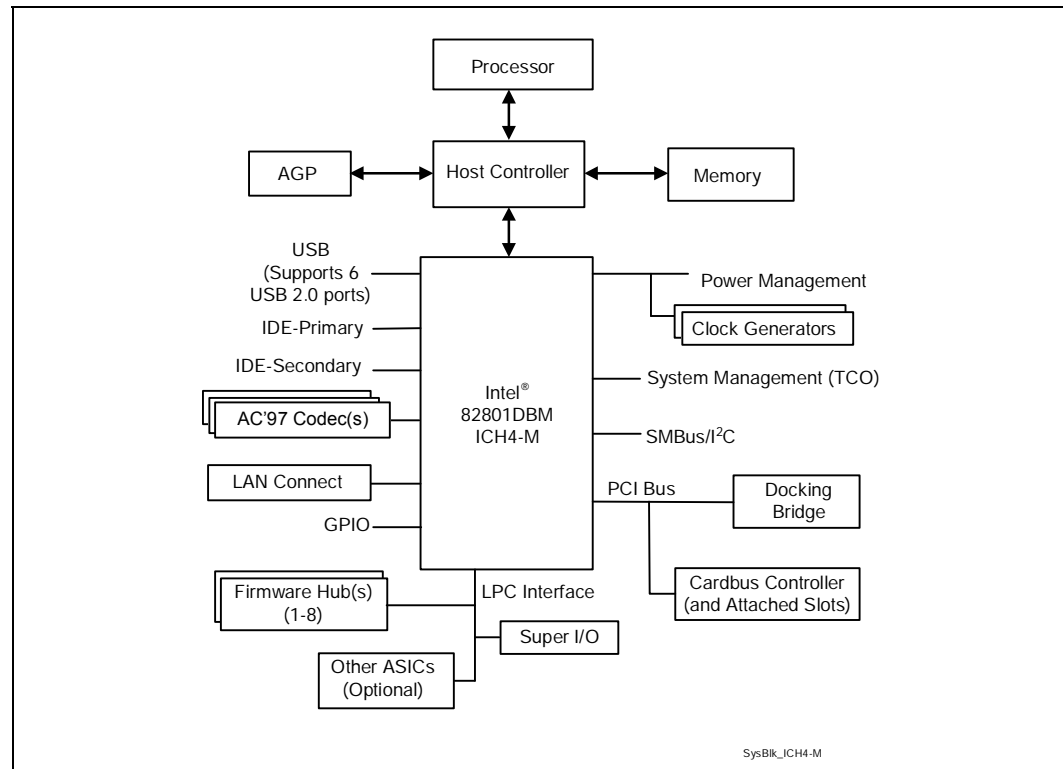 Processor
AGP
Host Controller
Memory
USB
(Supports 6
USB 2.0 ports)
IDE-Primary
IDE-Secondary
AC'97 Codec(s)
LAN Connect
GPIO
Intel®
82801DBM
ICH4-M
Power Management
Clock Generators
System Management (TCO)
SMBus/I²C
PCI Bus
Docking
Bridge
Cardbus Controller
(and Attached Slots)
Firmware Hub(s)
(1-8)
LPC Interface
Super I/O
Other ASICs
(Optional)
SysBlk_ICH4-M